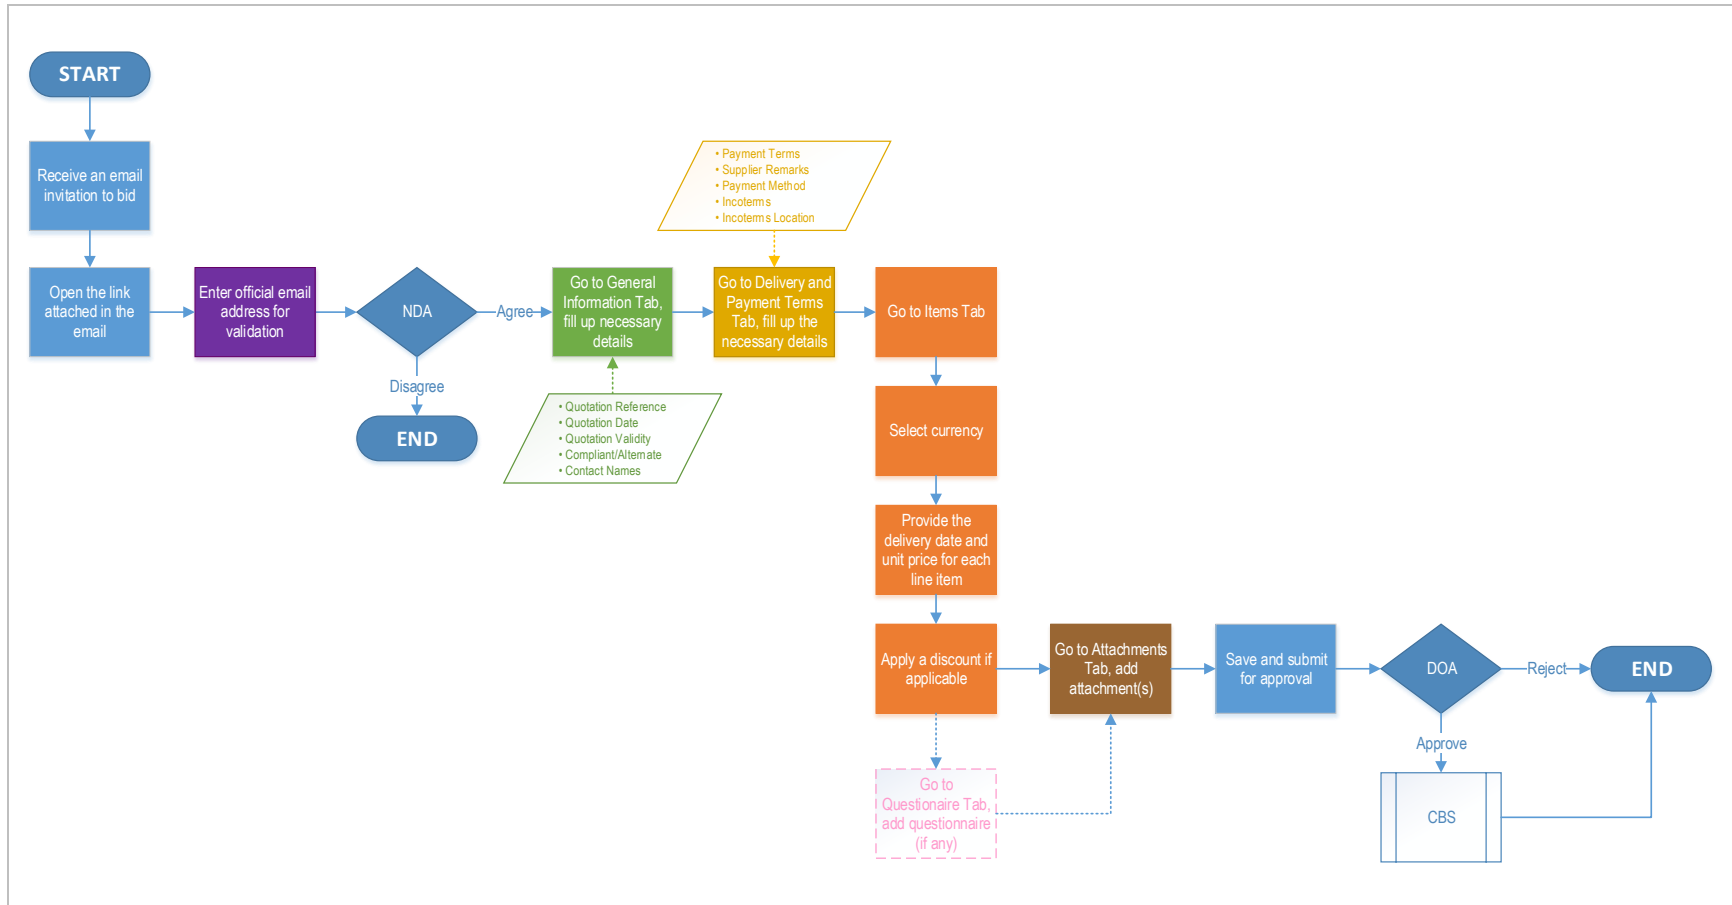 START
Receive an email
invitation to bid
Open the link
attached in the
email
Enter official email
address for
validation
NDA
Agree
Disagree
END
Go to General
Information Tab,
fill up necessary
details
• Quotation Reference
• Quotation Date
• Quotation Validity
• Compliant/Alternate
• Contact Names
• Payment Terms
• Supplier Remarks
• Payment Method
• Incoterms
• Incoterms Location
Go to Delivery and
Payment Terms
Tab, fill up the
necessary details
Go to Items Tab
Select currency
Provide the
delivery date and
unit price for each
line item
Apply a discount if
applicable
Go to
Questionaire Tab,
add questionnaire
(if any)
Go to Attachments
Tab, add
attachment(s)
Save and submit
for approval
DOA
Reject
END
Approve
CBS